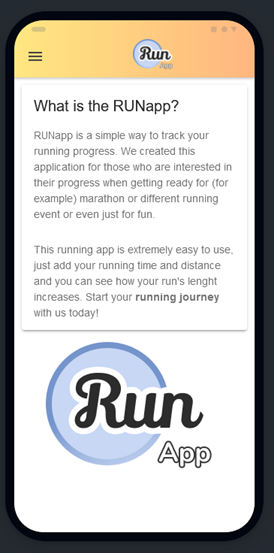 Run
App
What is the RUNapp?
RUNapp is a simple way to track your
running progress. We created this
application for those who are interested in
their progress when getting ready for (for
example) marathon or different running
event or even just for fun.
This running app is extremely easy to use,
just add your running time and distance
and you can see how your run's lenght
increases. Start your running journey
with us today!
Run
App